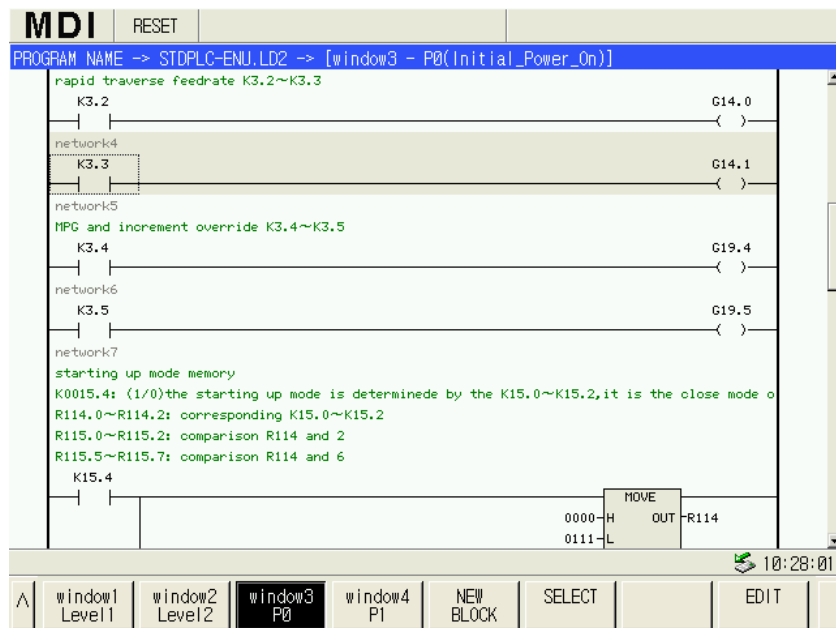 MDI RESET
PROGRAM NAME -> STDPLC-ENU.LD2 -> [window3 - P0(Initial_Power_On)]
rapid traverse feedrate K3.2~K3.3
K3.2 G14.0
network4
K3.3 G14.1
network5
MPG and increment override K3.4~K3.5
K3.4 G19.4
network6
K3.5 G19.5
network7
starting up mode memory
K0015.4: (1/0)the starting up mode is determinede by the K15.0~K15.2,it is the close mode o
R114.0~R114.2: corresponding K15.0~K15.2
R115.0~R115.2: comparison R114 and 2
R115.5~R115.7: comparison R114 and 6
K15.4
MOVE
0000-H OUT R114
0111-L
10:28:01
window1 window2 window3 window4 NEW SELECT EDIT
Level1 Level2 P0 P1 BLOCK